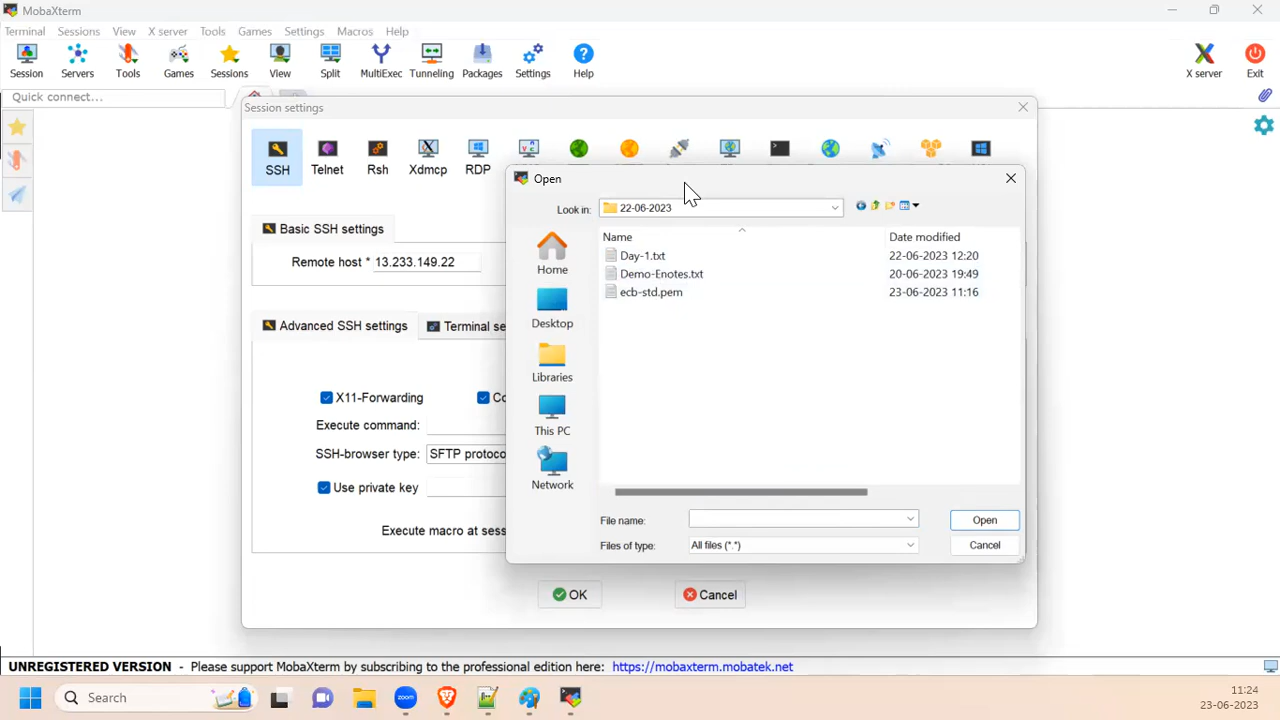 MobaXterm
Terminal Sessions View X server Tools Games Settings Macros Help
Session Servers Tools Games Sessions View Split MultiExec Tunneling Packages Settings Help X server Exit
Quick connect...
Session settings
SSH Telnet Rsh Xdmcp RDP
Open
Look in: 22-06-2023
Basic SSH settings
Remote host * 13.233.149.22
Name Date modified
Day-1.txt 22-06-2023 12:20
Demo-Enotes.txt 20-06-2023 19:49
ecb-std.pem 23-06-2023 11:16
Home
Desktop
Libraries
This PC
Network
Advanced SSH settings Terminal se
X11-Forwarding Co
Execute command:
SSH-browser type: SFTP protoco
Use private key
Execute macro at sess
File name: Open
Files of type: All files (*.*) Cancel
OK Cancel
UNREGISTERED VERSION - Please support MobaXterm by subscribing to the professional edition here: https://mobaxterm.mobatek.net
Search
zoom
11:24
23-06-2023